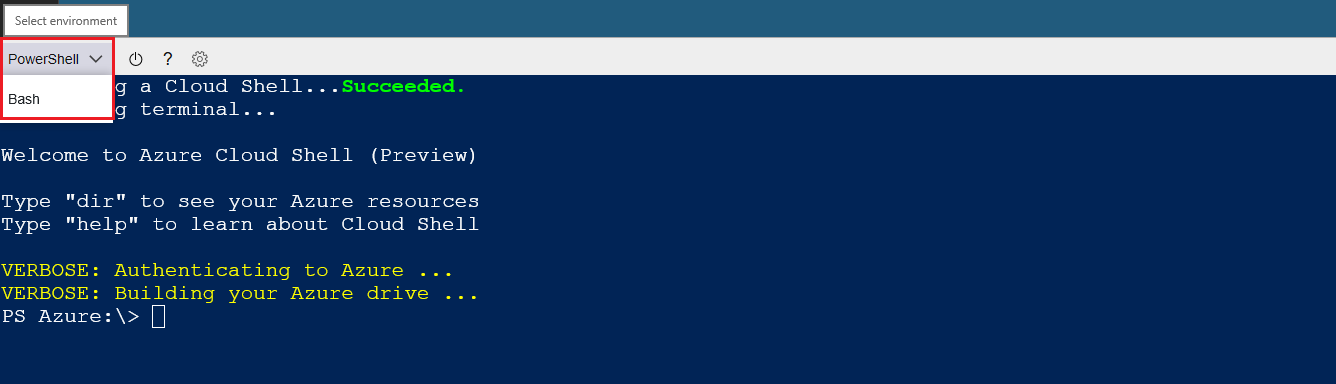 Select environment
PowerShell
?
Bash
g a Cloud Shell...Succeeded.
g terminal...
Welcome to Azure Cloud Shell (Preview)
Type "dir" to see your Azure resources
Type "help" to learn about Cloud Shell
VERBOSE: Authenticating to Azure ...
VERBOSE: Building your Azure drive ...
PS Azure:\>